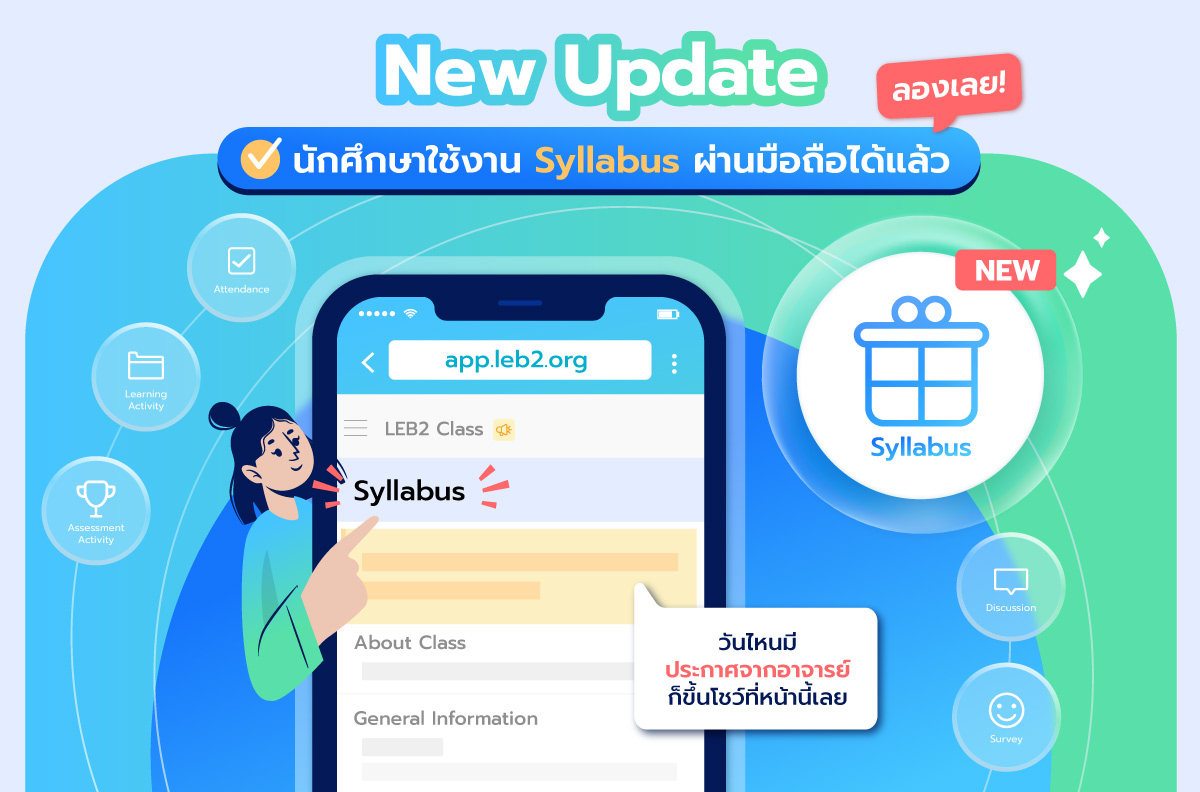 New Update
ลองเลย!
นักศึกษาใช้งาน Syllabus ผ่านมือถือได้แล้ว
Attendance
Learning
Activity
Assessment
Activity
app.leb2.org
LEB2 Class
Syllabus
About Class
General Information
วันไหนมี
ประกาศจากอาจารย์
ก็ขึ้นโชว์ที่หน้านี้เลย
NEW
Syllabus
Discussion
Survey